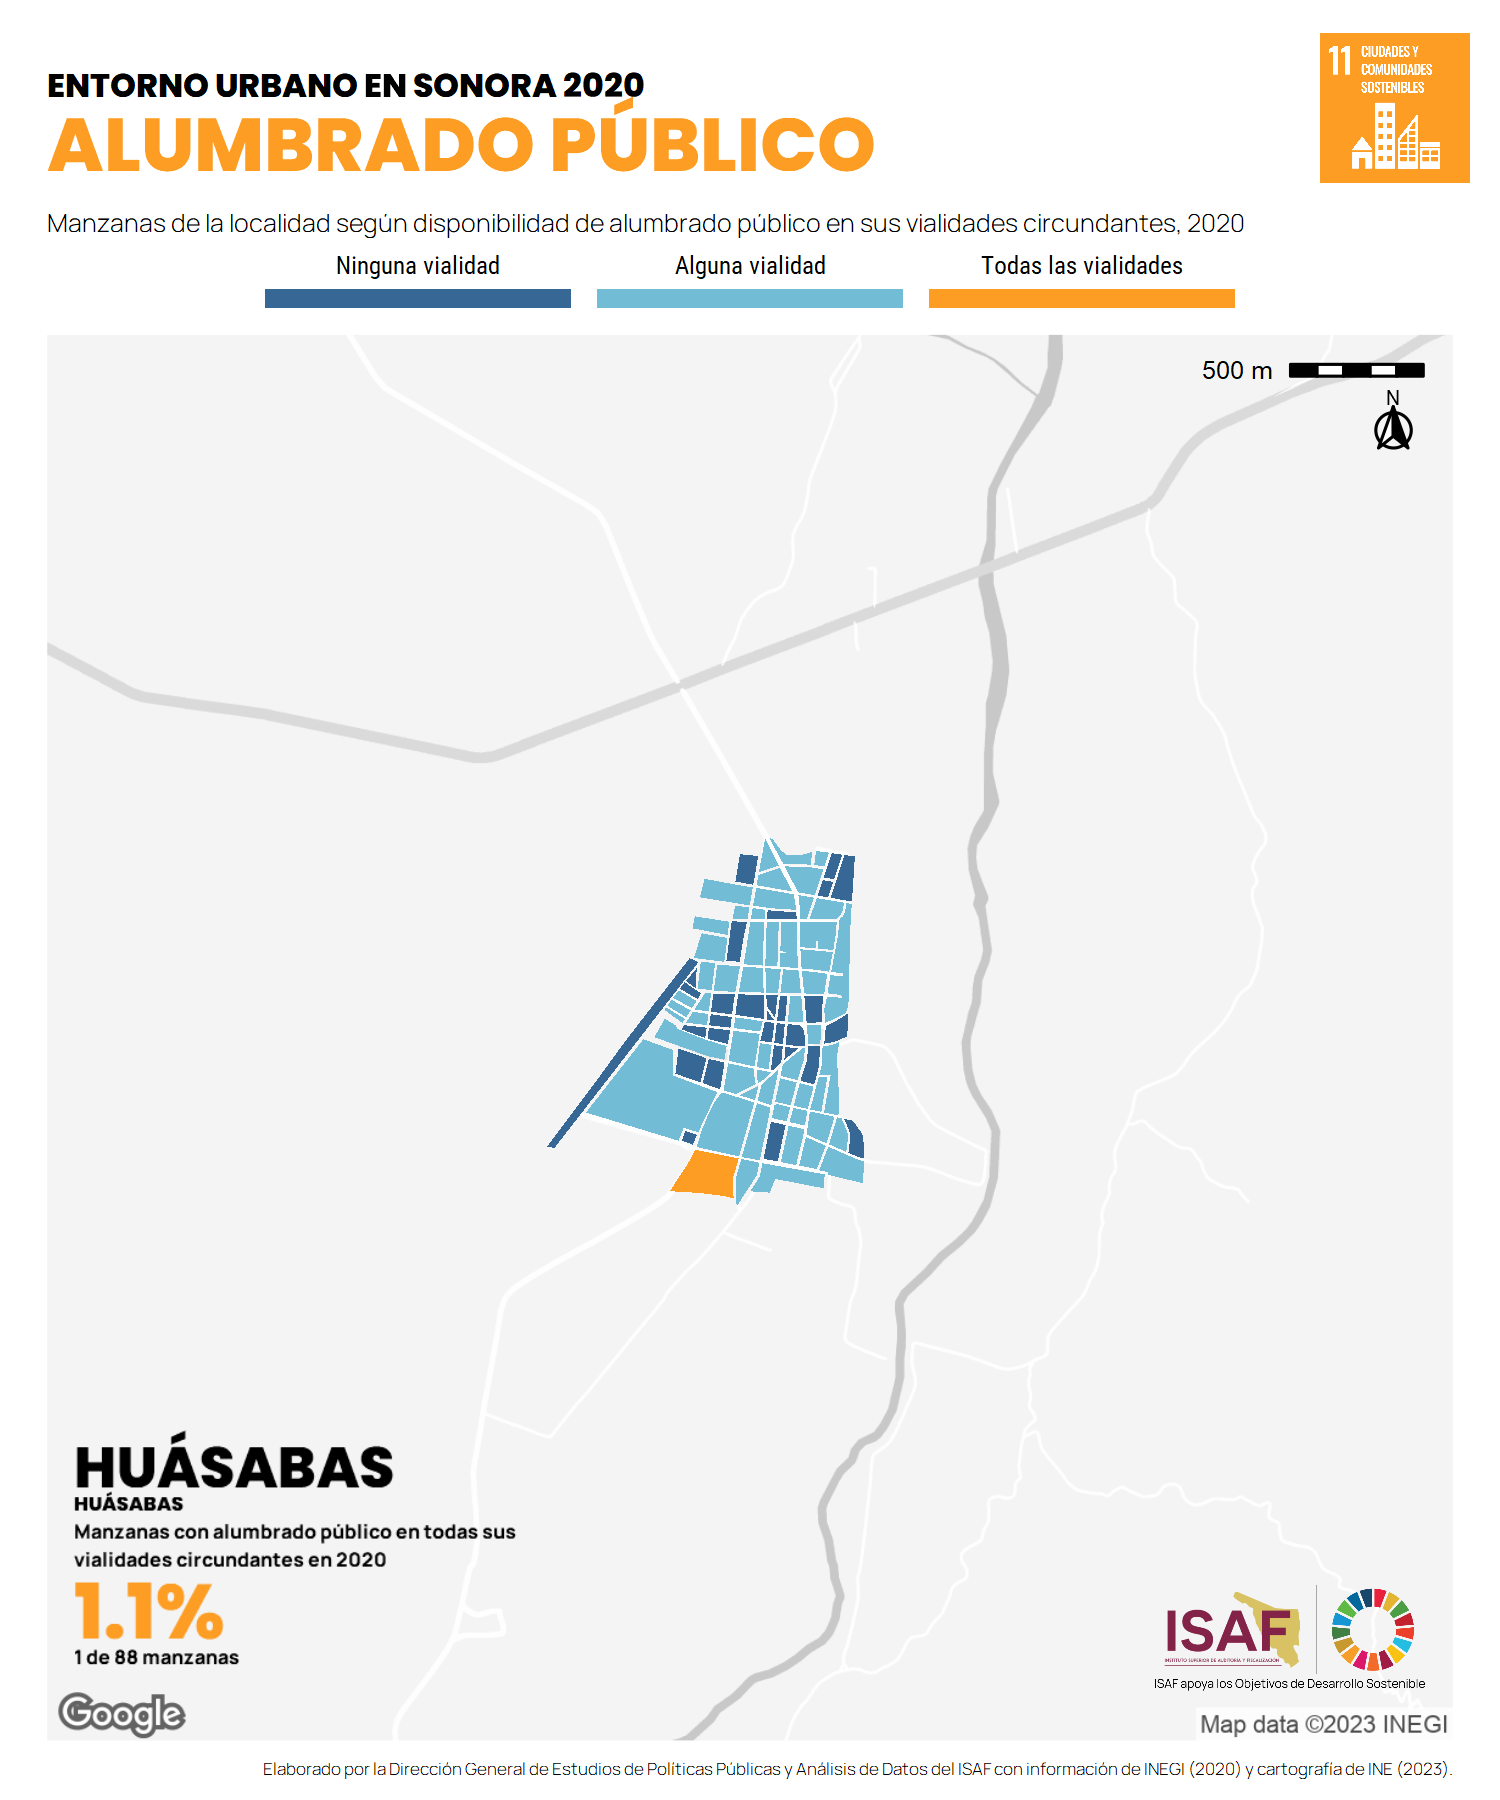 ENTORNO URBANO EN SONORA 2020
ALUMBRADO PÚBLICO
11 CIUDADES Y
COMUNIDADES
SOSTENIBLES
Manzanas de la localidad según disponibilidad de alumbrado público en sus vialidades circundantes, 2020
Ninguna vialidad
Alguna vialidad
Todas las vialidades
500 m
N
HUÁSABAS
HUÁSABAS
Manzanas con alumbrado público en todas sus
vialidades circundantes en 2020
1.1%
1 de 88 manzanas
ISAF
INSTITUTO SUPERIOR DE AUDITORÍA Y FISCALIZACIÓN
ISAF apoya los Objetivos de Desarrollo Sostenible
Google
Map data ©2023 INEGI
Elaborado por la Dirección General de Estudios de Políticas Públicas y Análisis de Datos del ISAF con información de INEGI (2020) y cartografía de INE (2023).